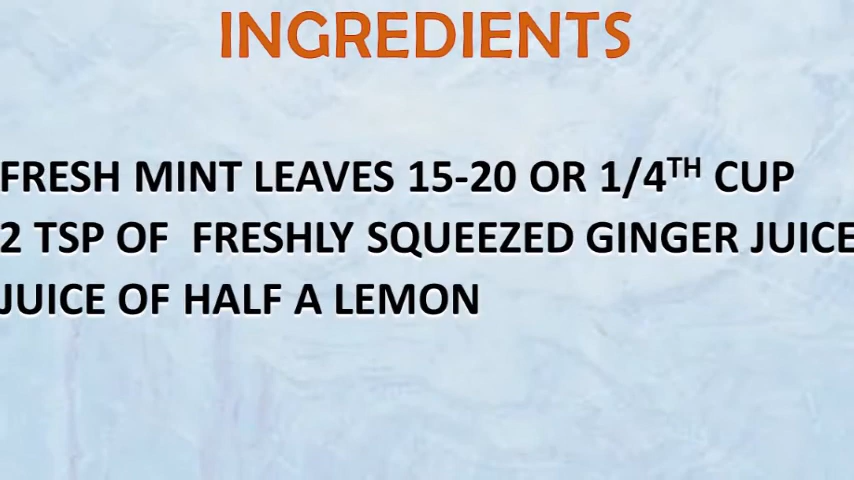 INGREDIENTS
FRESH MINT LEAVES 15-20 OR 1/4TH CUP
2 TSP OF  FRESHLY SQUEEZED GINGER JUICE
JUICE OF HALF A LEMON